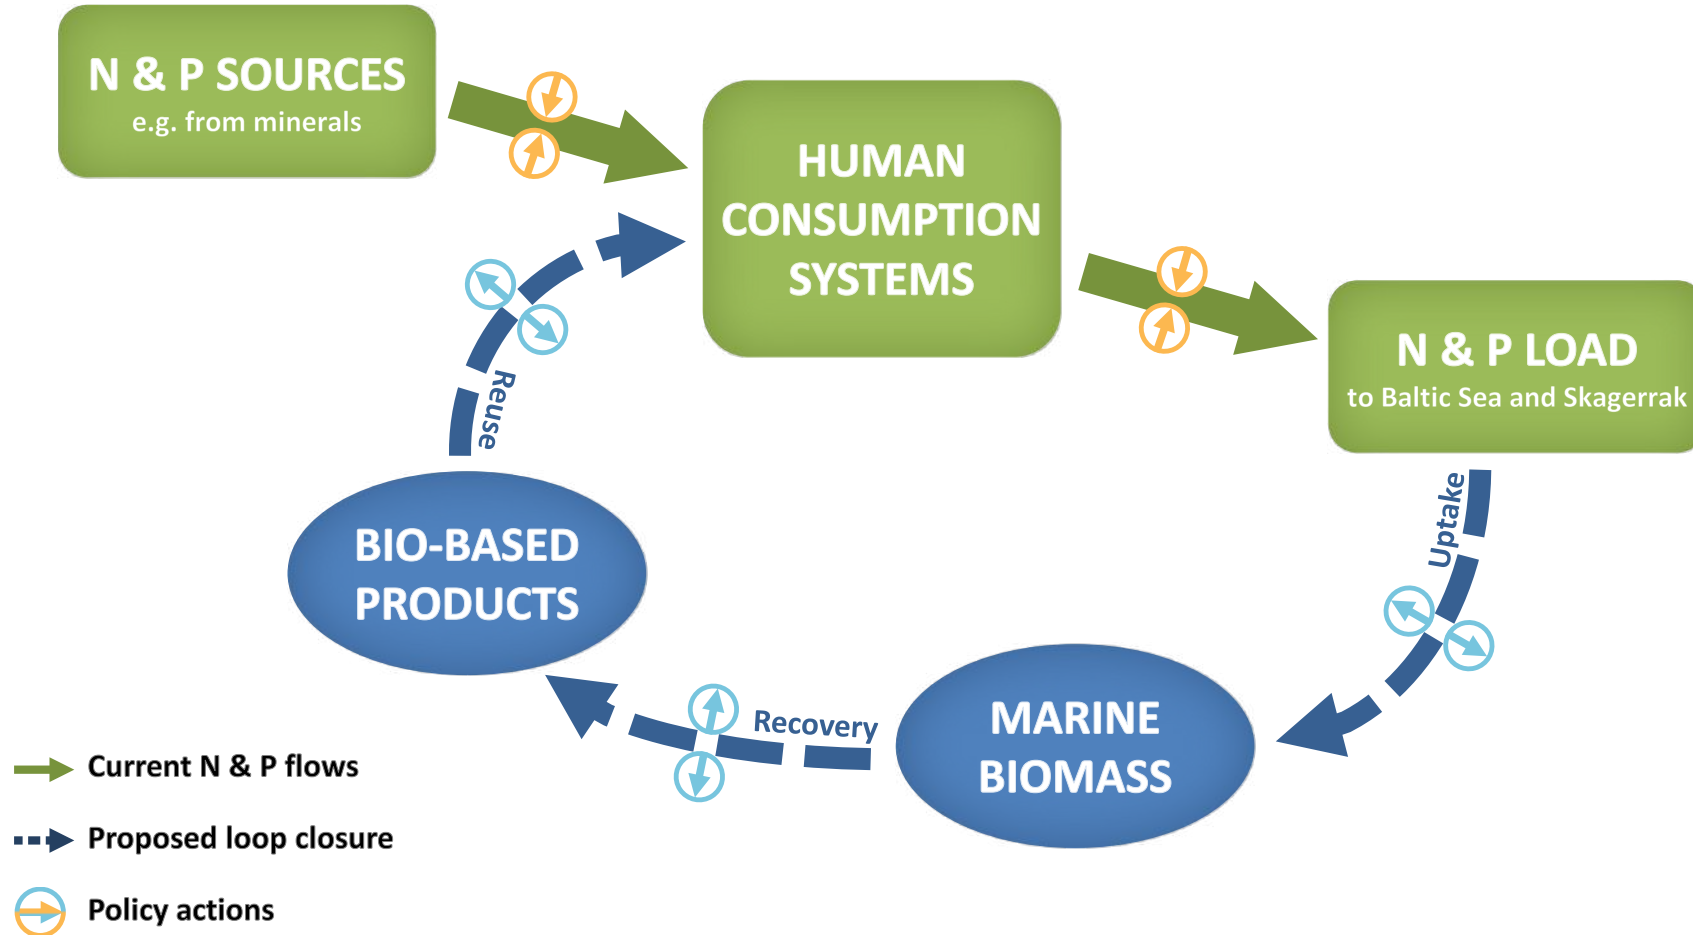 N & P SOURCES
e.g. from minerals
HUMAN
CONSUMPTION
SYSTEMS
N & P LOAD
to Baltic Sea and Skagerrak
Uptake
MARINE
BIOMASS
Recovery
BIO-BASED
PRODUCTS
Reuse
Current N & P flows
Proposed loop closure
Policy actions